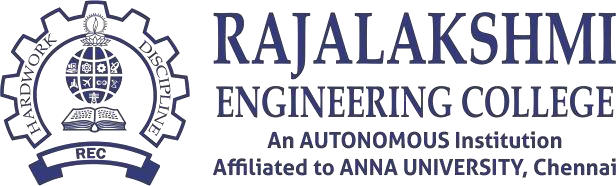 HARDWORK
DISCIPLINE
REC
RAJALAKSHMI
ENGINEERING COLLEGE
An AUTONOMOUS Institution
Affiliated to ANNA UNIVERSITY, Chennai